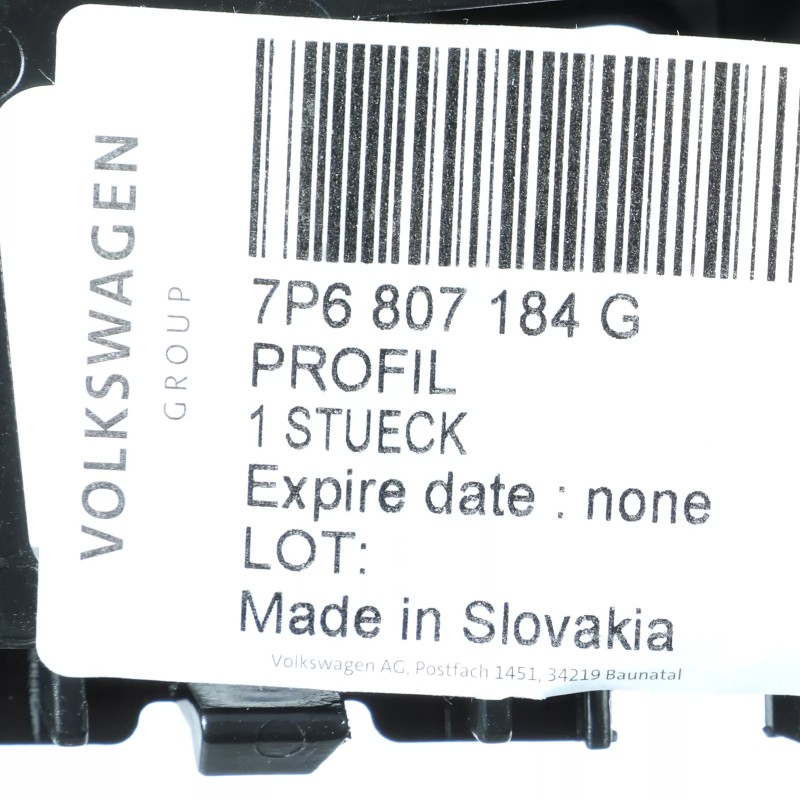 VOLKSWAGEN
GROUP
7P6 807 184 G
PROFIL
1 STUECK
Expire date : none
LOT:
Made in Slovakia
Volkswagen AG, Postfach 1451, 34219 Baunatal